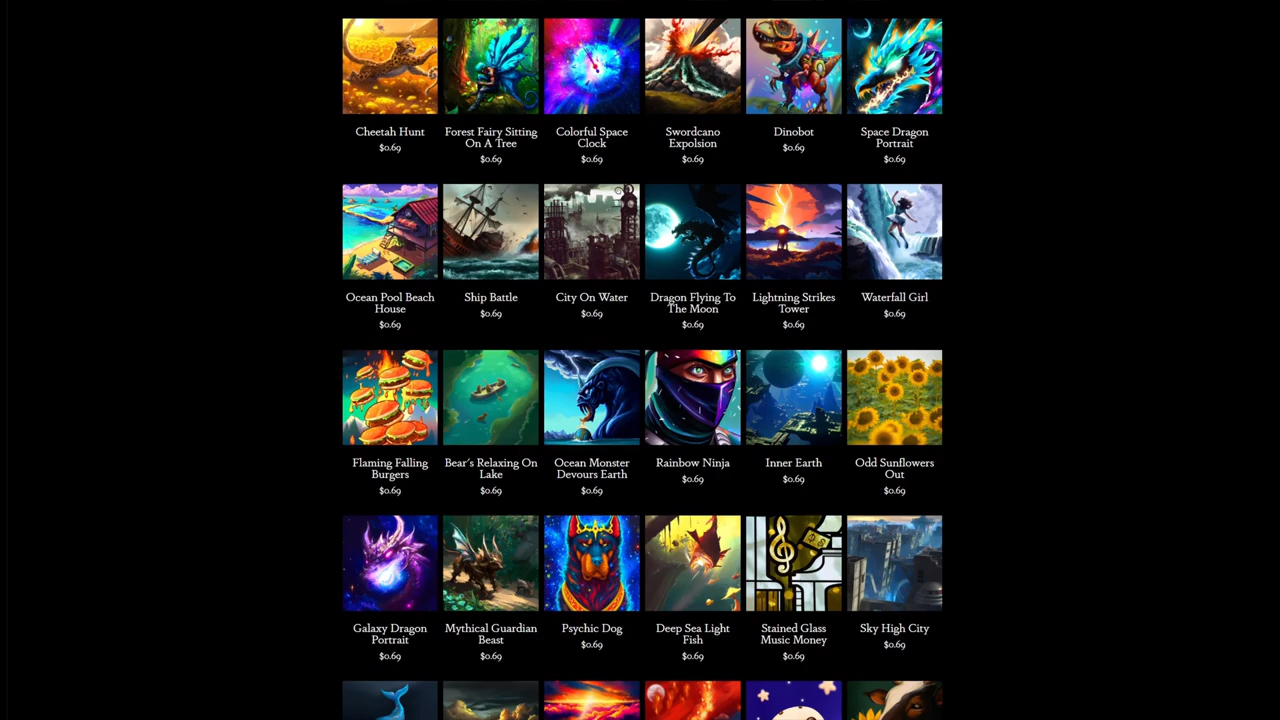 Cheetah Hunt
$0.69
Forest Fairy Sitting
On A Tree
$0.69
Colorful Space
Clock
$0.69
Swordcano
Expolsion
$0.69
Dinobot
$0.69
Space Dragon
Portrait
$0.69
Ocean Pool Beach
House
$0.69
Ship Battle
$0.69
City On Water
$0.69
Dragon Flying To
The Moon
$0.69
Lightning Strikes
Tower
$0.69
Waterfall Girl
$0.69
Flaming Falling
Burgers
$0.69
Bear's Relaxing On
Lake
$0.69
Ocean Monster
Devours Earth
$0.69
Rainbow Ninja
$0.69
Inner Earth
$0.69
Odd Sunflowers
Out
$0.69
Galaxy Dragon
Portrait
$0.69
Mythical Guardian
Beast
$0.69
Psychic Dog
$0.69
Deep Sea Light
Fish
$0.69
Stained Glass
Music Money
$0.69
Sky High City
$0.69